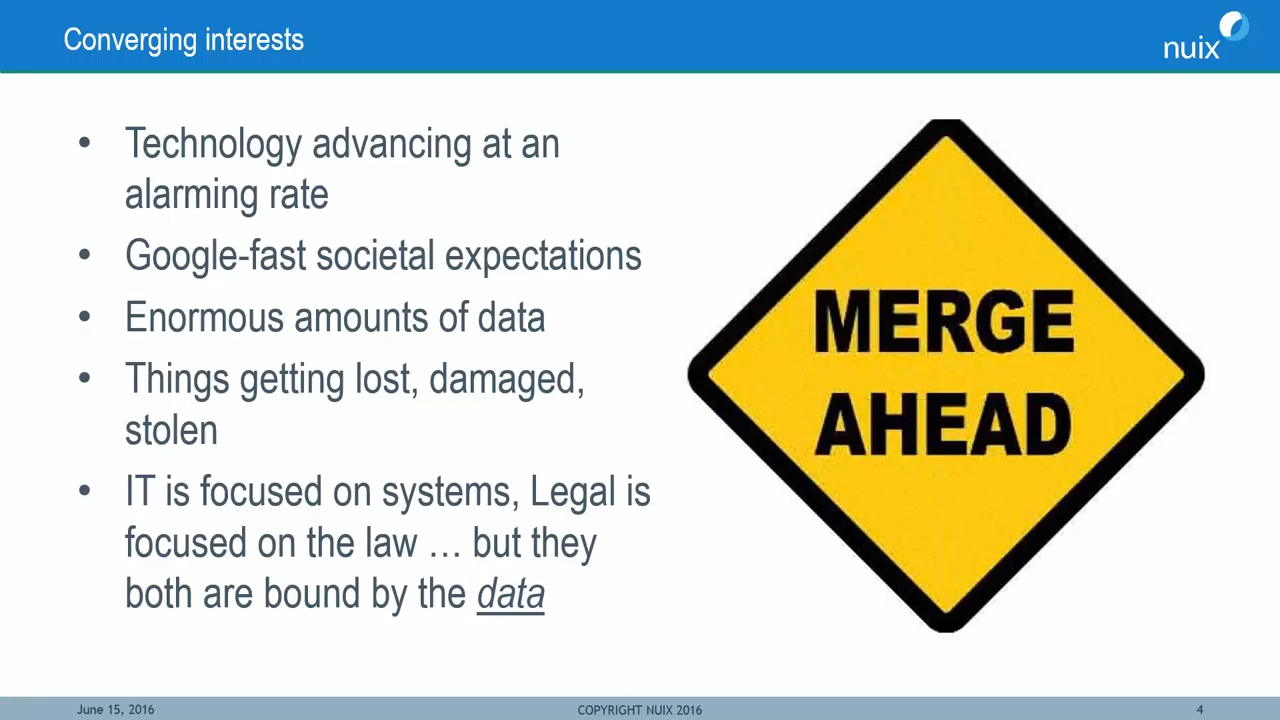 Converging interests
nuix
• Technology advancing at an
alarming rate
• Google-fast societal expectations
• Enormous amounts of data
• Things getting lost, damaged,
stolen
• IT is focused on systems, Legal is
focused on the law … but they
both are bound by the data
MERGE
AHEAD
June 15, 2016
COPYRIGHT NUIX 2016
4